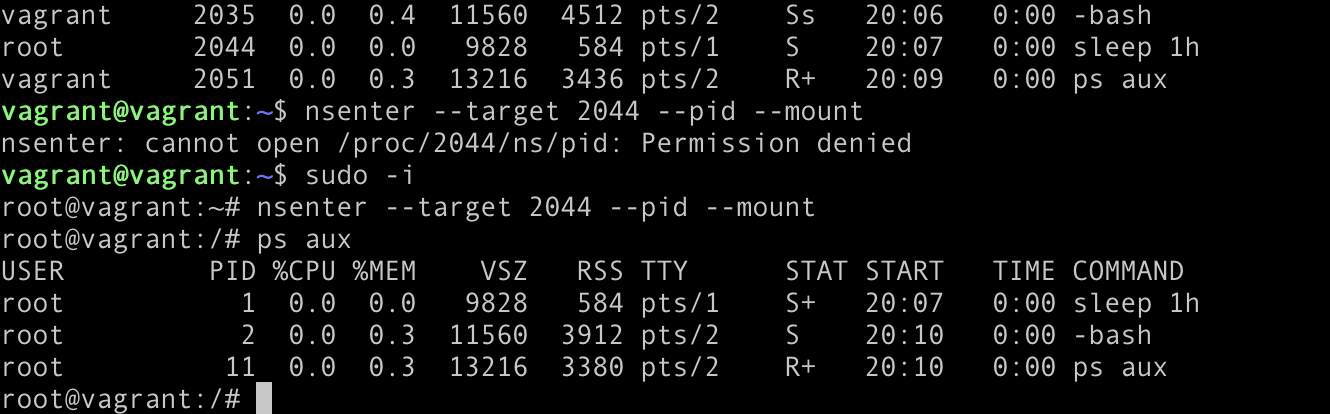 vagrant 2035 0.0 0.4 11560 4512 pts/2 Ss 20:06 0:00 -bash
root 2044 0.0 0.0 9828 584 pts/1 S 20:07 0:00 sleep 1h
vagrant 2051 0.0 0.3 13216 3436 pts/2 R+ 20:09 0:00 ps aux
vagrant@vagrant:~$ nsenter --target 2044 --pid --mount
nsenter: cannot open /proc/2044/ns/pid: Permission denied
vagrant@vagrant:~$ sudo -i
root@vagrant:~# nsenter --target 2044 --pid --mount
root@vagrant:/# ps aux
USER PID %CPU %MEM VSZ RSS TTY STAT START TIME COMMAND
root 1 0.0 0.0 9828 584 pts/1 S+ 20:07 0:00 sleep 1h
root 2 0.0 0.3 11560 3912 pts/2 S 20:10 0:00 -bash
root 11 0.0 0.3 13216 3380 pts/2 R+ 20:10 0:00 ps aux
root@vagrant:/#